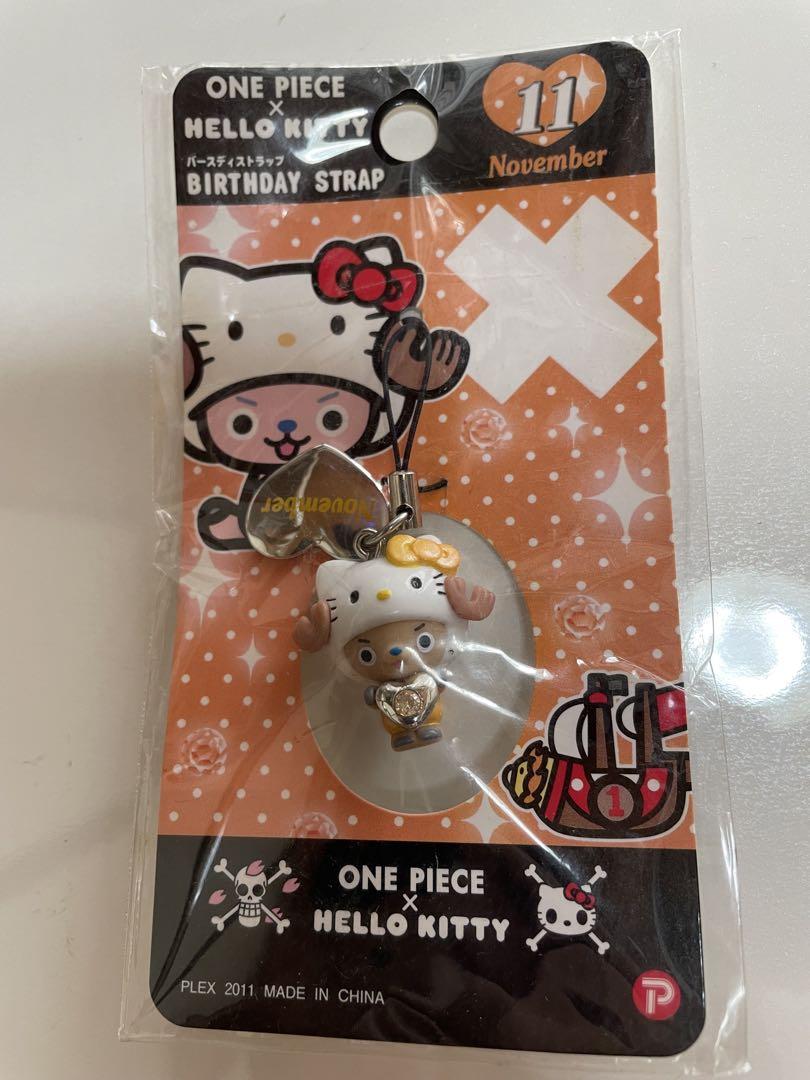 ONE PIECE
×
HELLO KITTY
バースディストラップ
BIRTHDAY STRAP
11
November
November
1
ONE PIECE
×
HELLO KITTY
PLEX 2011 MADE IN CHINA
P